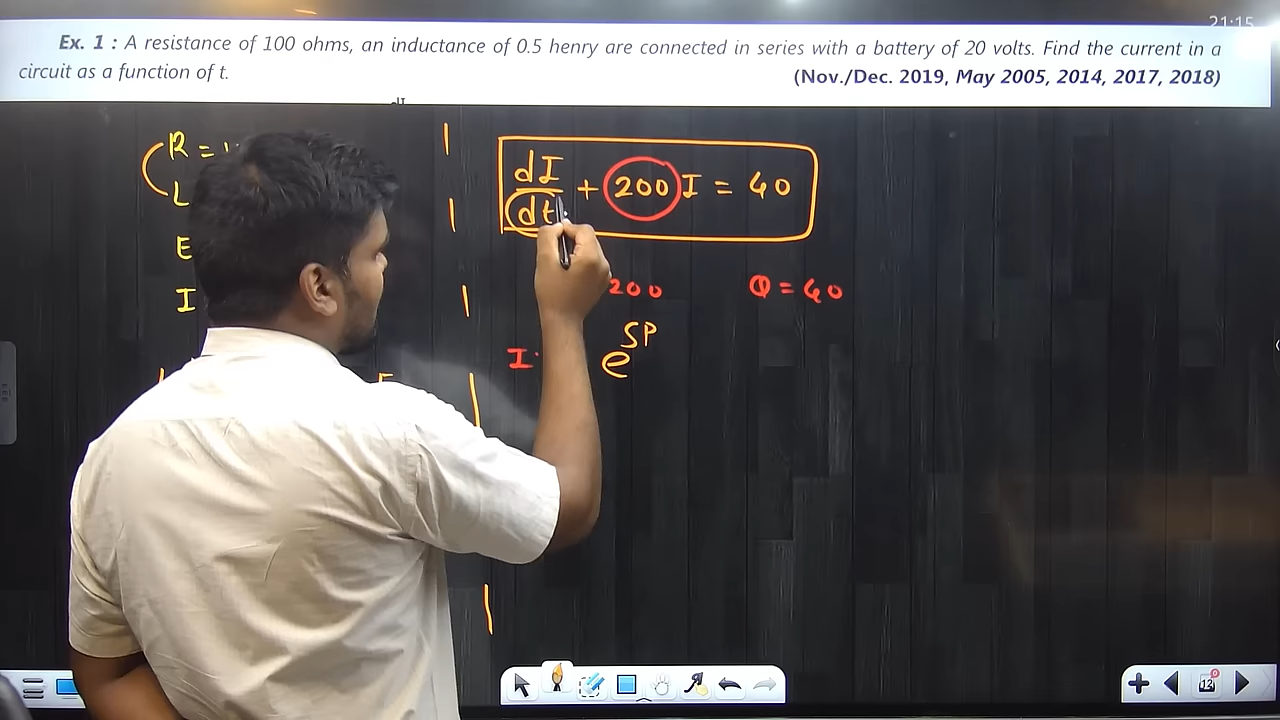 21:15
Ex. 1 : A resistance of 100 ohms, an inductance of 0.5 henry are connected in series with a battery of 20 volts. Find the current in a
circuit as a function of t.
(Nov./Dec. 2019, May 2005, 2014, 2017, 2018)
dI
R =
L
E
I
dI/dt + 200 I = 40
200
Q = 40
I.
e^∫P
12